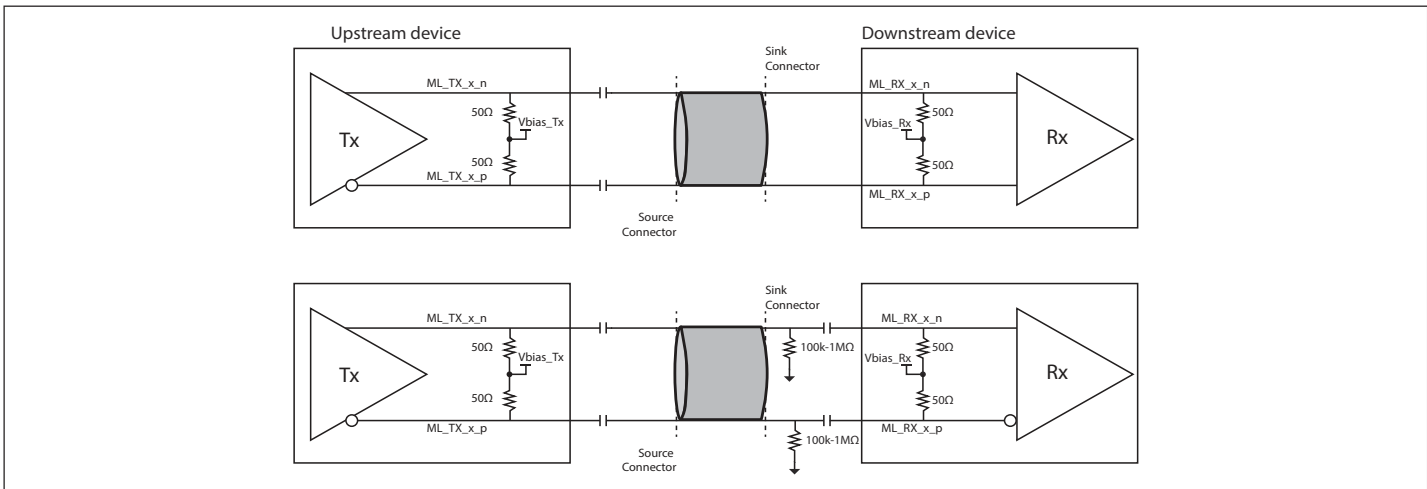 Upstream device
Downstream device
Sink
Connector
ML_TX_x_n
ML_RX_x_n
50Ω
Vbias_Tx
50Ω
Vbias_Rx
Tx
Rx
50Ω
50Ω
ML_TX_x_p
ML_RX_x_p
Source
Connector
Sink
Connector
ML_TX_x_n
ML_RX_x_n
50Ω
Vbias_Tx
100k-1MΩ
50Ω
Vbias_Rx
Tx
Rx
50Ω
50Ω
ML_TX_x_p
100k-1MΩ
ML_RX_x_p
Source
Connector